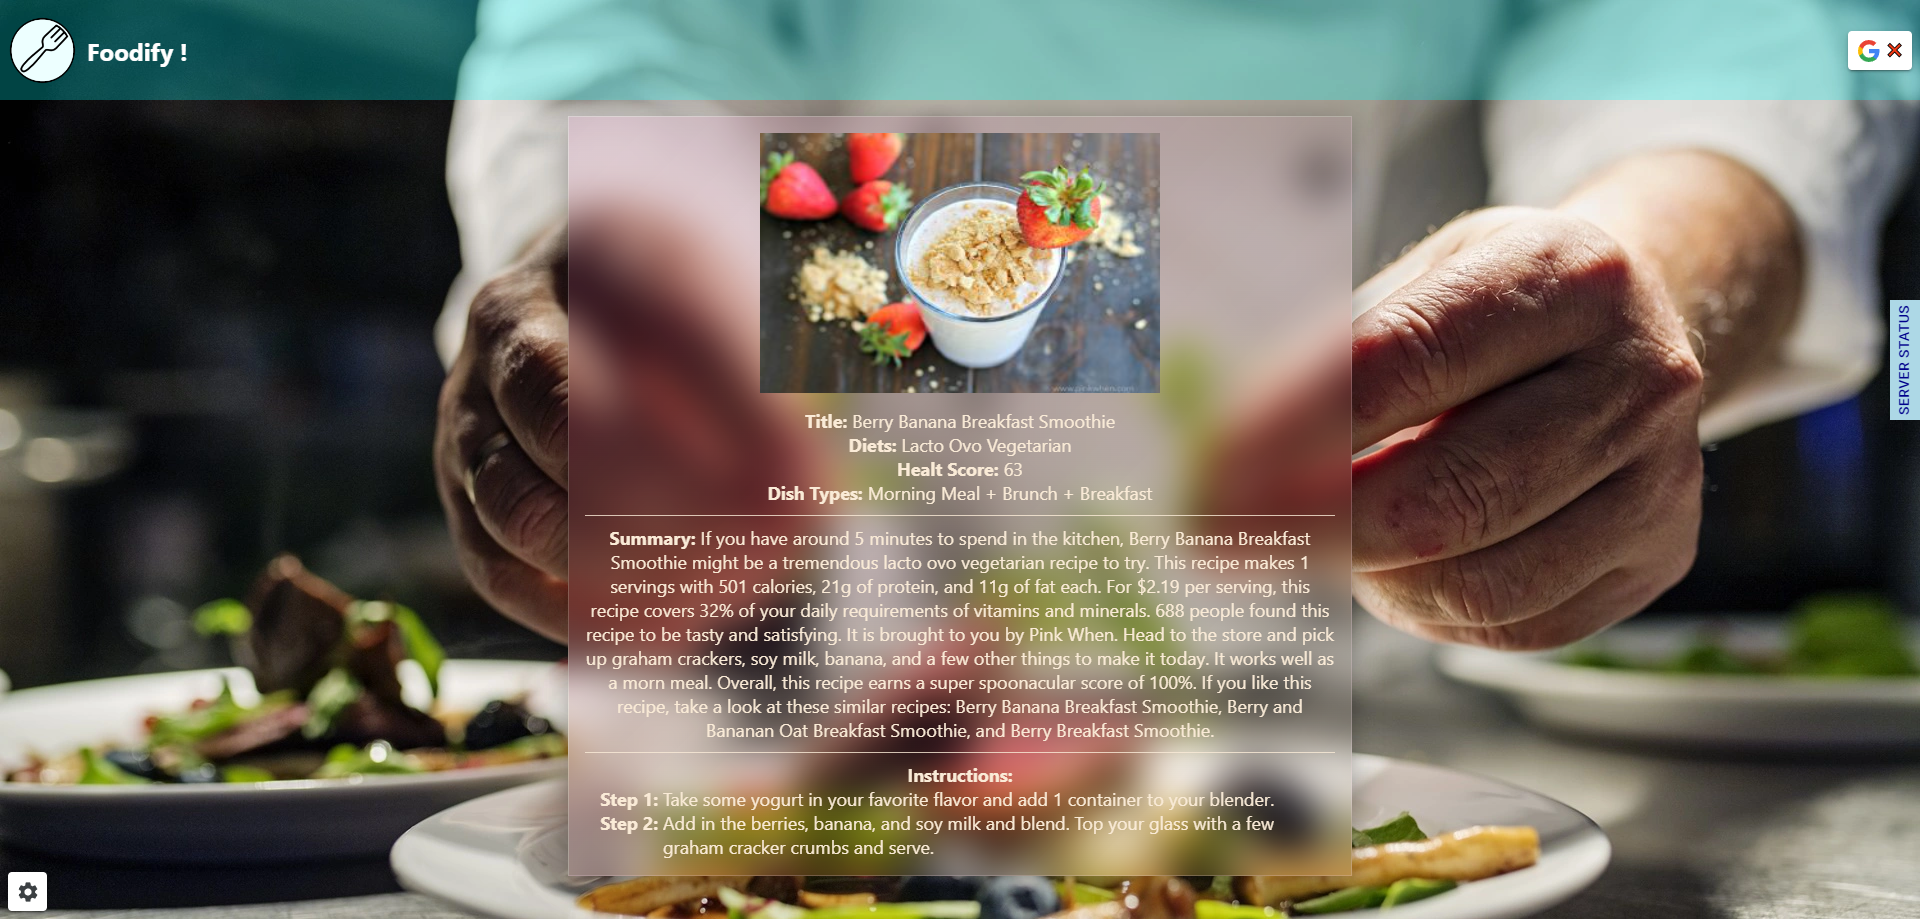 Foodify !
SERVER STATUS
Title: Berry Banana Breakfast Smoothie
Diets: Lacto Ovo Vegetarian
Healt Score: 63
Dish Types: Morning Meal + Brunch + Breakfast
Summary: If you have around 5 minutes to spend in the kitchen, Berry Banana Breakfast
Smoothie might be a tremendous lacto ovo vegetarian recipe to try. This recipe makes 1
servings with 501 calories, 21g of protein, and 11g of fat each. For $2.19 per serving, this
recipe covers 32% of your daily requirements of vitamins and minerals. 688 people found this
recipe to be tasty and satisfying. It is brought to you by Pink When. Head to the store and pick
up graham crackers, soy milk, banana, and a few other things to make it today. It works well as
a morn meal. Overall, this recipe earns a super spoonacular score of 100%. If you like this
recipe, take a look at these similar recipes: Berry Banana Breakfast Smoothie, Berry and
Bananan Oat Breakfast Smoothie, and Berry Breakfast Smoothie.
Instructions:
Step 1: Take some yogurt in your favorite flavor and add 1 container to your blender.
Step 2: Add in the berries, banana, and soy milk and blend. Top your glass with a few
graham cracker crumbs and serve.